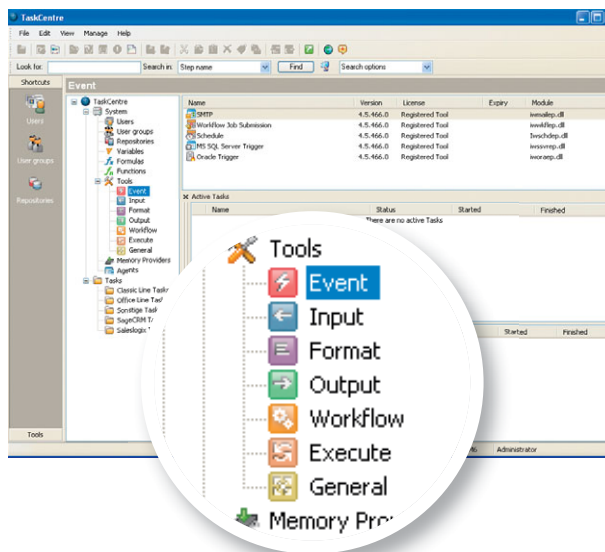 TaskCentre
File Edit View Manage Help
Look for: Search in: Step name Find Search options
Shortcuts
Users
User groups
Repositories
Tools
Event
TaskCentre
System
Users
User groups
Repositories
Variables
Formulas
Functions
Tools
Event
Input
Format
Output
Workflow
Execute
General
Memory Providers
Agents
Tasks
Classic Line Tasks
Office Line Tas
Sonstige Task
SageCRM TA
Saleslogix T
Name Version License Expiry Module
SMTP 4.5.466.0 Registered Tool iwemailep.dll
Workflow Job Submission 4.5.466.0 Registered Tool iwwkflep.dll
Schedule 4.5.466.0 Registered Tool iwschdep.dll
MS SQL Server Trigger 4.5.466.0 Registered Tool iwssvrep.dll
Oracle Trigger 4.5.466.0 Registered Tool iworaep.dll
Active Tasks
Name Status Started Finished
There are no active Tasks
Started Finished
Administrator
Tools
Event
Input
Format
Output
Workflow
Execute
General
Memory Pro